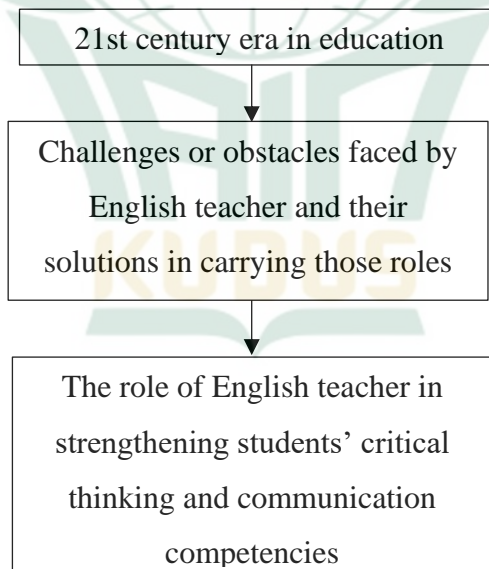 21st century era in education
Challenges or obstacles faced by
English teacher and their
solutions in carrying those roles
KUDUS
The role of English teacher in
strengthening students’ critical
thinking and communication
competencies